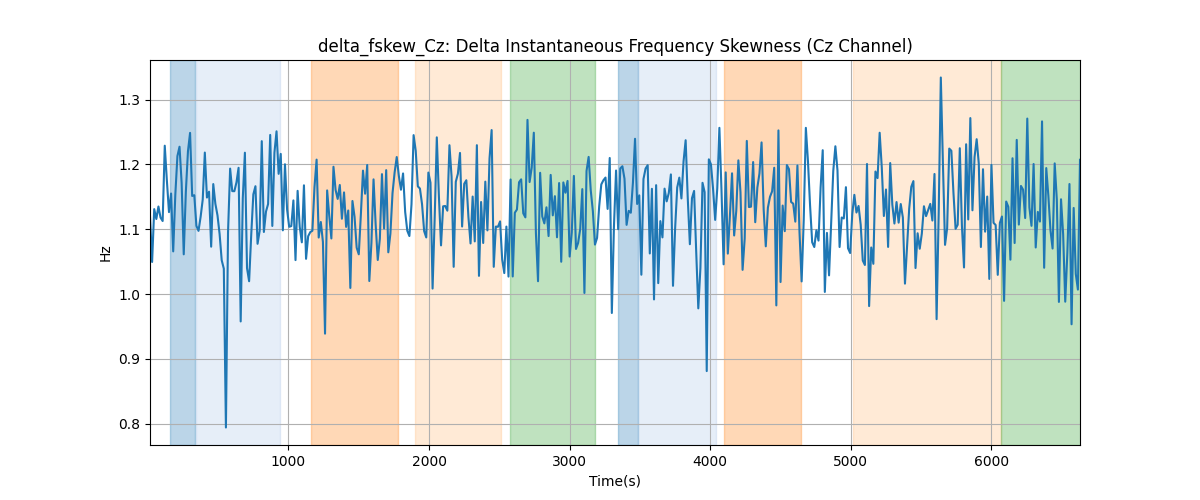 delta_fskew_Cz: Delta Instantaneous Frequency Skewness (Cz Channel)
1.3
1.2
1.1
1.0
0.9
0.8
Hz
1000 2000 3000 4000 5000 6000
Time(s)